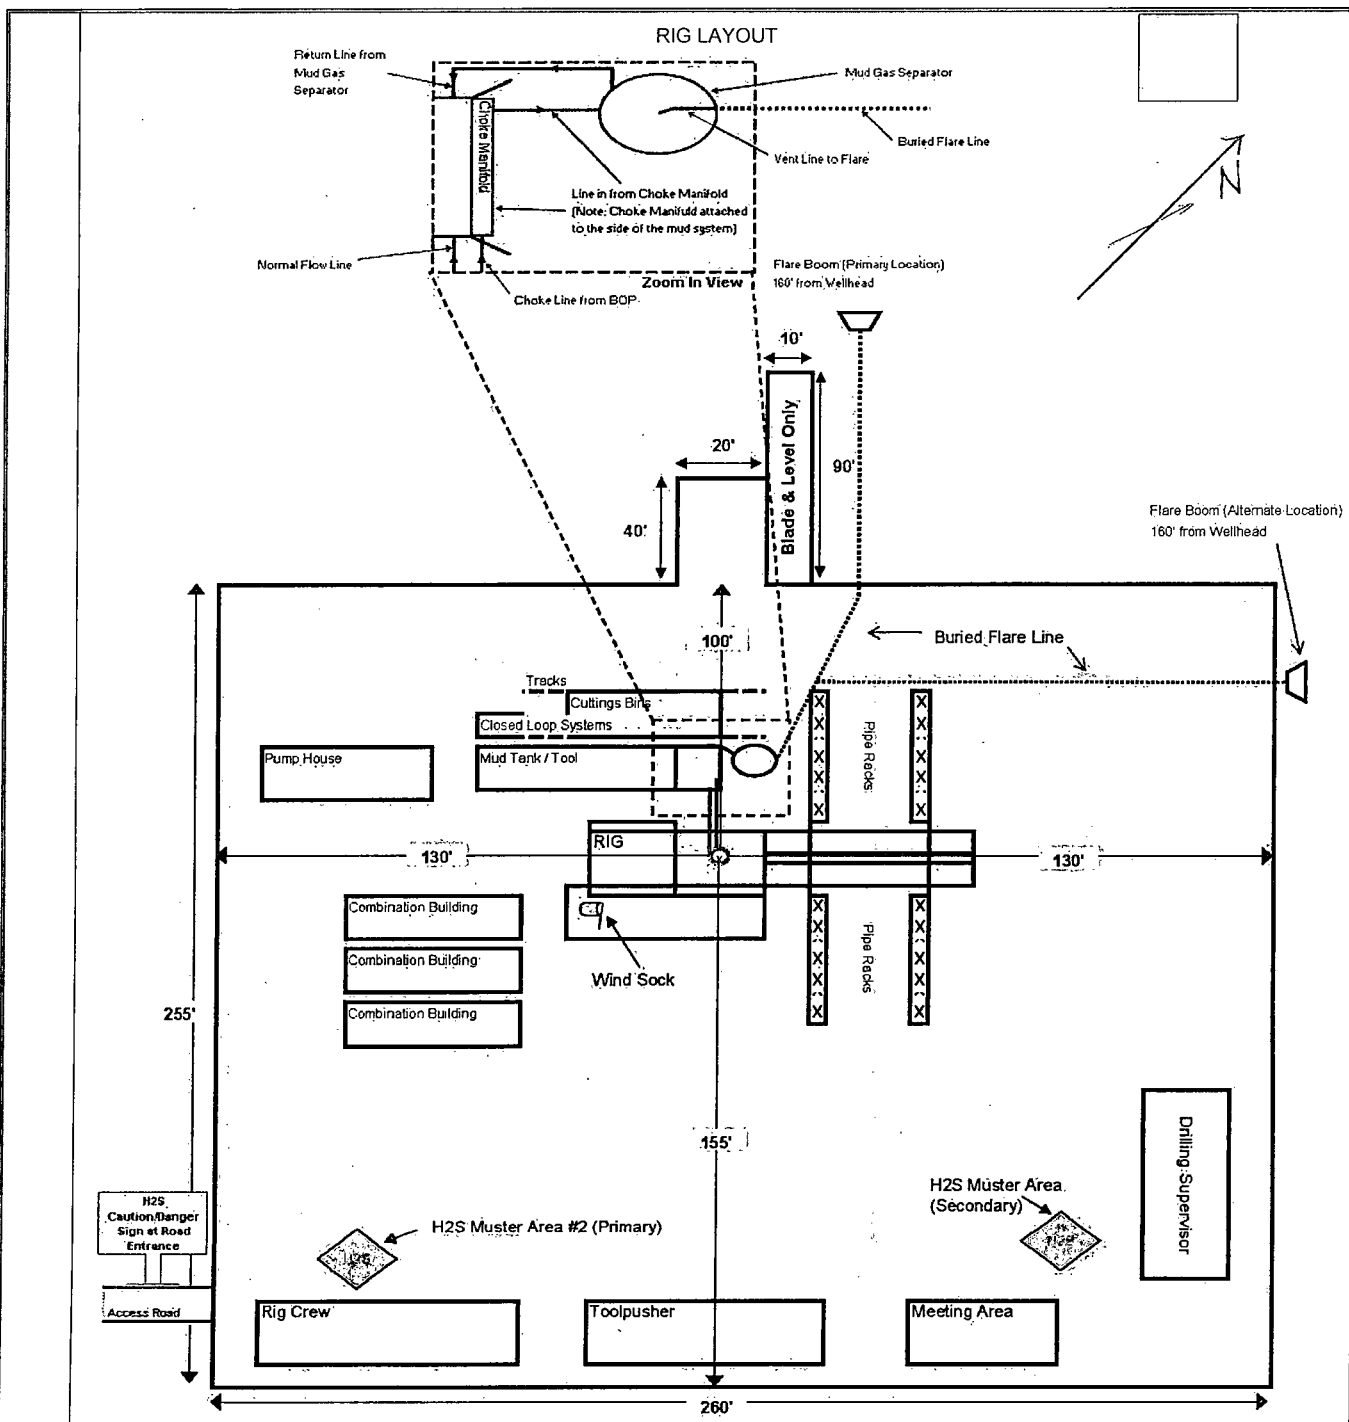 RIG LAYOUT
Return Line from
Mud Gas
Separator
Mud Gas Separator
Choke Manifold
Buried Flare Line
Vent Line to Flare
Line in from Choke Manifold
(Note: Choke Manifold attached
to the side of the mud system)
N
Normal Flow Line
Choke Line from BOP
Zoom In View
Flare Boom (Primary Location)
160' from Wellhead
10'
20'
Blade & Level Only
90'
40'
Flare Boom (Alternate Location)
160' from Wellhead
100'
Buried Flare Line
Tracks
Cuttings Bins
Closed Loop Systems
Pump House
Mud Tank / Tool
X
X
X
X
X
Pipe Racks
X
X
X
X
X
RIG
130'
130'
Combination Building
Combination Building
Combination Building
Wind Sock
X
X
X
X
X
Pipe Racks
X
X
X
X
X
255'
155'
Drilling Supervisor
H2S Muster Area
(Secondary)
H2S
Caution/Danger
Sign at Road
Entrance
H2S Muster Area #2 (Primary)
Access Road
Rig Crew
Toolpusher
Meeting Area
260'